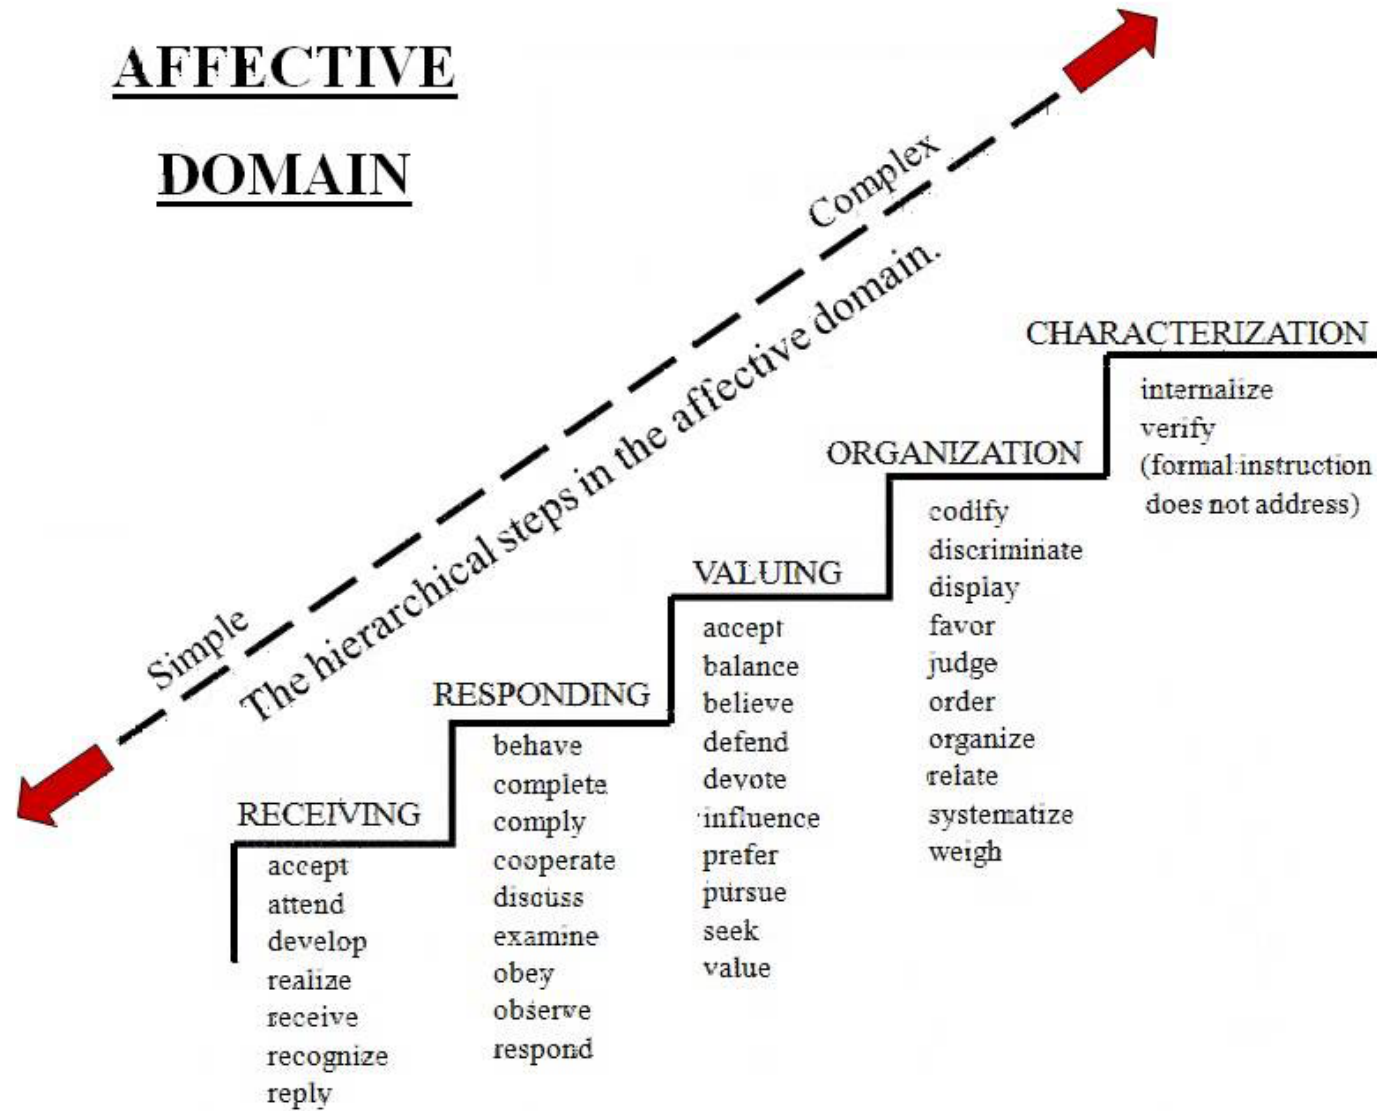 AFFECTIVE
DOMAIN
Complex
Simple
The hierarchical steps in the affective domain.
RECEIVING
accept
attend
develop
realize
receive
recognize
reply
RESPONDING
behave
complete
comply
cooperate
discuss
examine
obey
observe
respond
VALUING
accept
balance
believe
defend
devote
influence
prefer
pursue
seek
value
ORGANIZATION
codify
discriminate
display
favor
judge
order
organize
relate
systematize
weigh
CHARACTERIZATION
internalize
verify
(formal instruction
does not address)